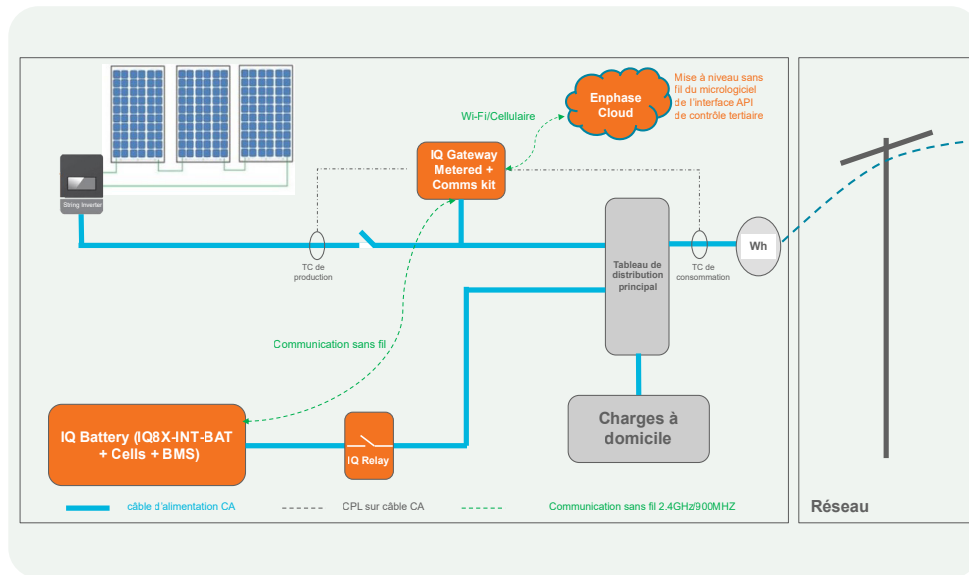 Enphase
Cloud
Mise à niveau sans
fil du micrologiciel
de l'interface API
de contrôle tertiaire
Wi-Fi/Cellulaire
IQ Gateway
Metered +
Comms kit
String Inverter
TC de
production
Tableau de
distribution
principal
TC de
consommation
Wh
Communication sans fil
IQ Battery (IQ8X-INT-BAT
+ Cells + BMS)
IQ Relay
Charges à
domicile
câble d'alimentation CA
CPL sur câble CA
Communication sans fil 2.4GHz/900MHZ
Réseau